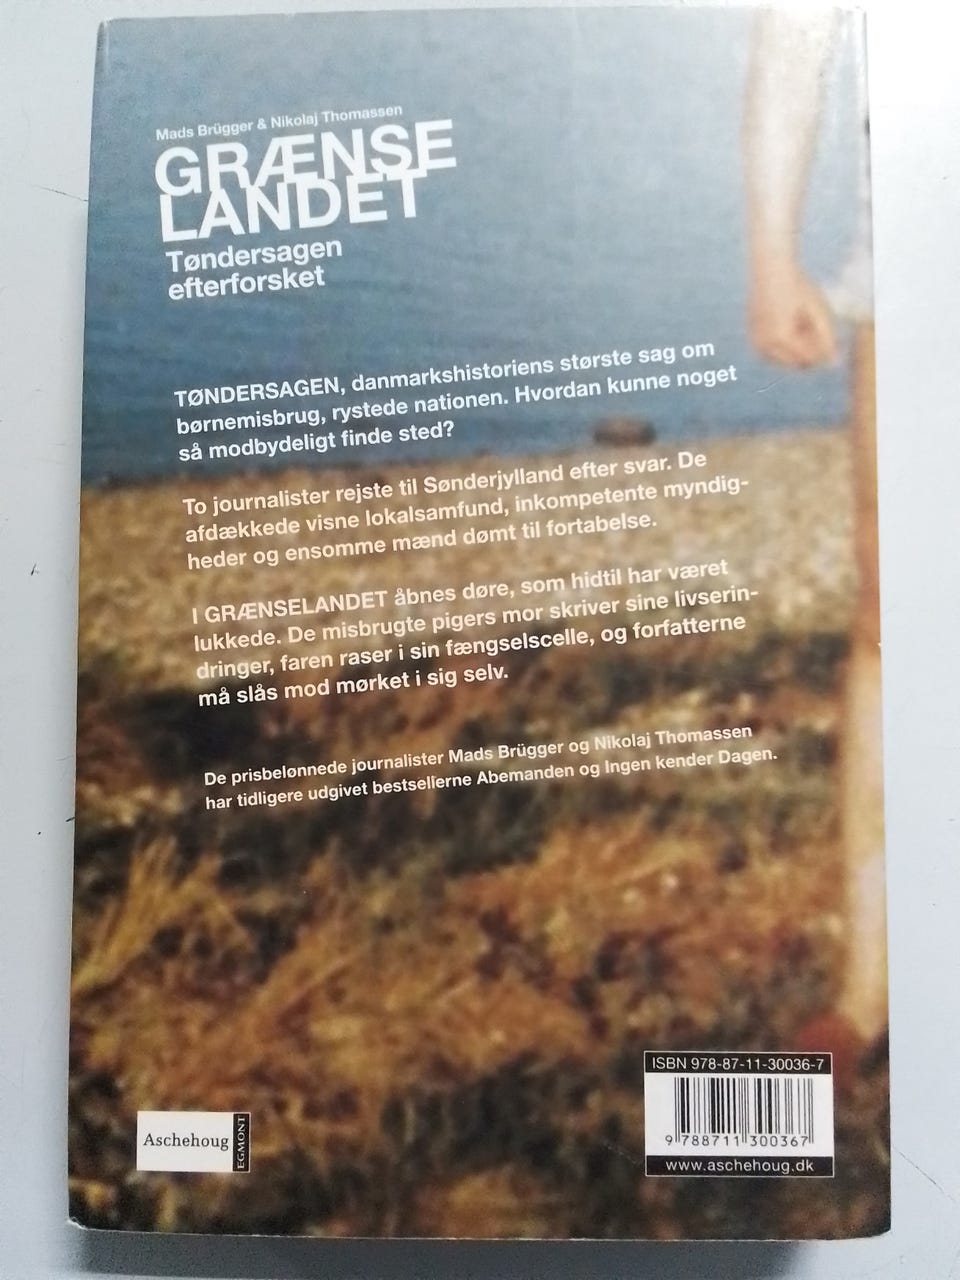 Mads Brügger & Nikolaj Thomassen
GRÆNSE
LANDET
Tøndersagen
efterforsket
TØNDERSAGEN, danmarkshistoriens største sag om
børnemisbrug, rystede nationen. Hvordan kunne noget
så modbydeligt finde sted?
To journalister rejste til Sønderjylland efter svar. De
afdækkede visne lokalsamfund, inkompetente myndig-
heder og ensomme mænd dømt til fortabelse.
I GRÆNSELANDET åbnes døre, som hidtil har været
lukkede. De misbrugte pigers mor skriver sine livserin-
dringer, faren raser i sin fængselscelle, og forfatterne
må slås mod mørket i sig selv.
De prisbelønnede journalister Mads Brügger og Nikolaj Thomassen
har tidligere udgivet bestsellerne Abemanden og Ingen kender Dagen.
Aschehoug
EGMONT
ISBN 978-87-11-30036-7
9 788711 300367
www.aschehoug.dk